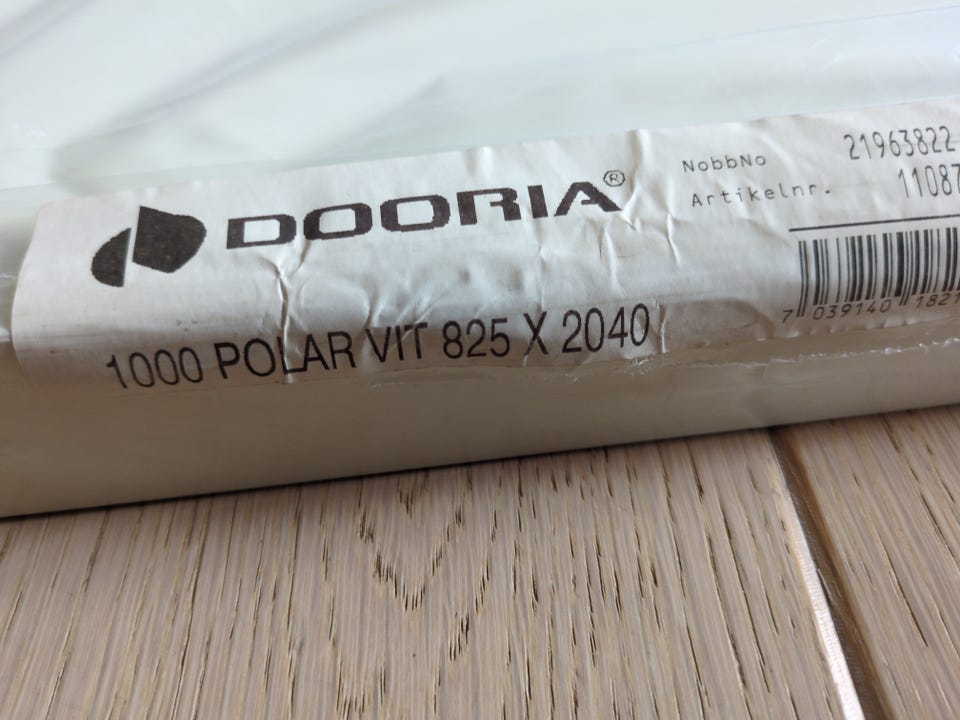 DOORIA®
1000 POLAR VIT 825 X 2040
NobbNo 21963822
Artikelnr. 11087
7 039140 1821